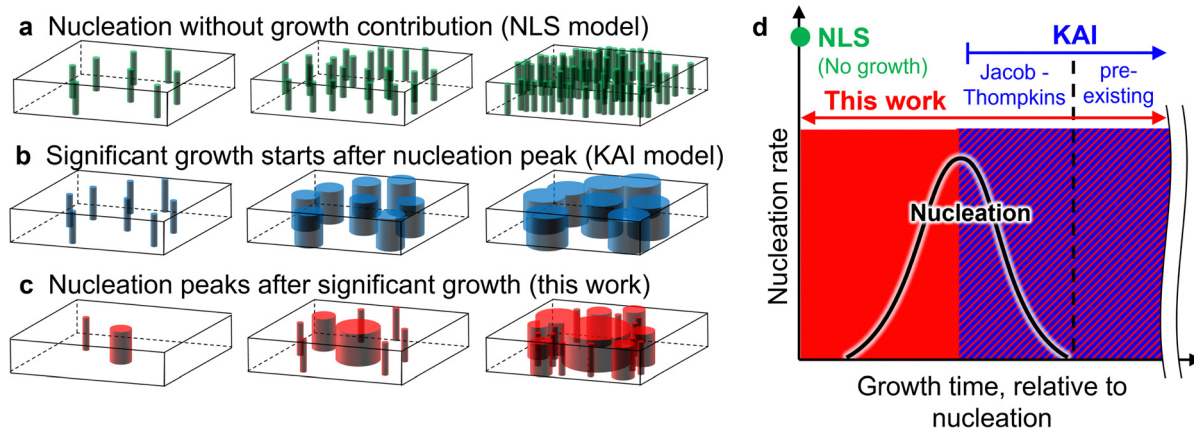 a Nucleation without growth contribution (NLS model)
b Significant growth starts after nucleation peak (KAI model)
c Nucleation peaks after significant growth (this work)
d
NLS
(No growth)
KAI
Jacob -
Thompkins
pre-
existing
This work
Nucleation
Nucleation rate
Growth time, relative to
nucleation